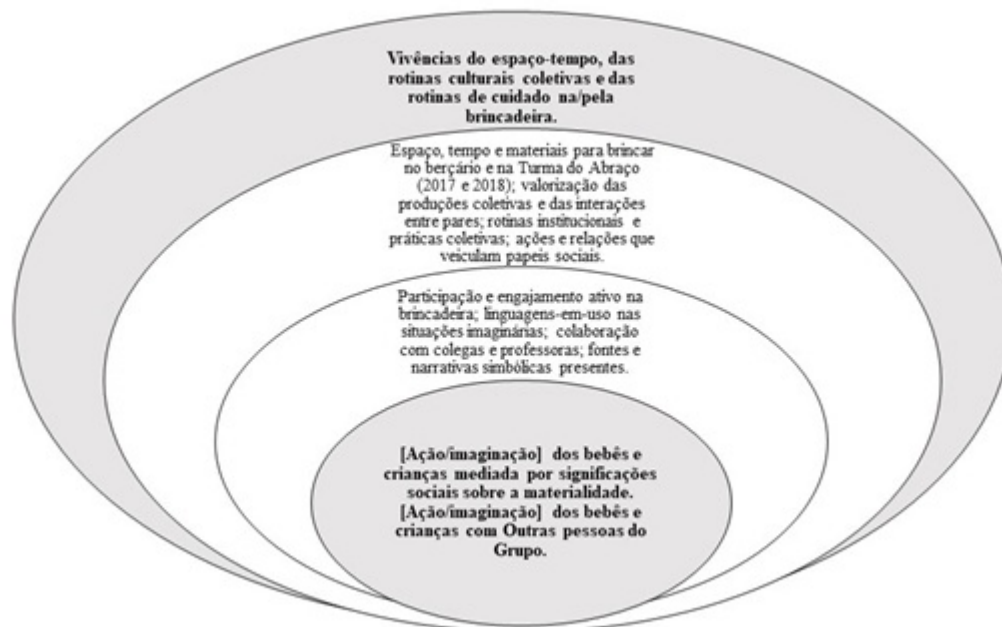 Vivências do espaço-tempo, das
rotinas culturais coletivas e das
rotinas de cuidado na/pela
brincadeira.
Espaço, tempo e materiais para brincar
no berçário e na Turma do Abraço
(2017 e 2018); valorização das
produções coletivas e das interações
entre pares; rotinas institucionais e
práticas coletivas; ações e relações que
veiculam papeis sociais.
Participação e engajamento ativo na
brincadeira; linguagens-em-uso nas
situações imaginárias; colaboração
com colegas e professoras; fontes e
narrativas simbólicas presentes.
[Ação/imaginação] dos bebês e
crianças mediada por significações
sociais sobre a materialidade.
[Ação/imaginação] dos bebês e
crianças com Outras pessoas do
Grupo.